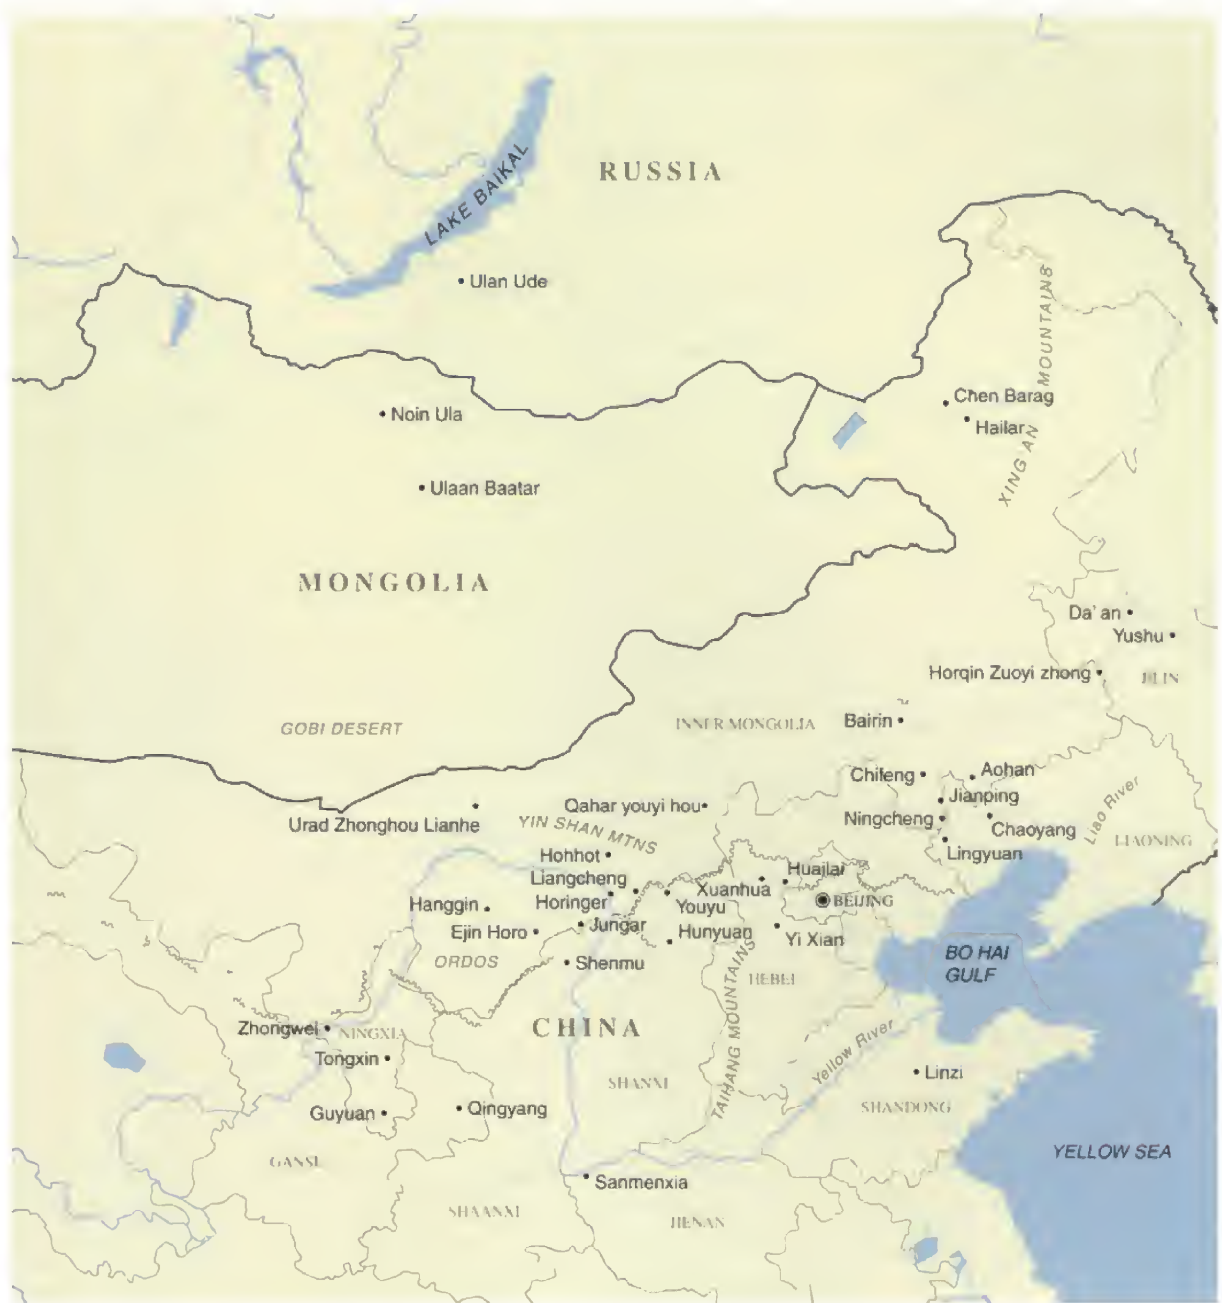 RUSSIA
LAKE BAIKAL
Ulan Ude
XING AN MOUNTAINS
Chen Barag
Noin Ula
Hailar
Ulaan Baatar
MONGOLIA
Da' an
Yushu
Horqin Zuoyi zhong
JILIN
GOBI DESERT
INNER MONGOLIA
Bairin
Chifeng
Aohan
Jianping
Urad Zhonghou Lianhe
Qahar youyi hou
YIN SHAN MTNS
Ningcheng
Chaoyang
Liao River
LIAONING
Hohhot
Lingyuan
Liangcheng
Huailai
Xuanhua
Hanggin
Horinger
Youyu
BEIJING
Ejin Horo
Jungar
Hunyuan
Yi Xian
ORDOS
Shenmu
HEBEI
BO HAI
GULF
Zhongwei
NINGXIA
CHINA
TAIHANG MOUNTAINS
Yellow River
Tongxin
SHANXI
Linzi
Guyuan
Qingyang
SHANDONG
GANSU
YELLOW SEA
Sanmenxia
SHAANXI
HENAN